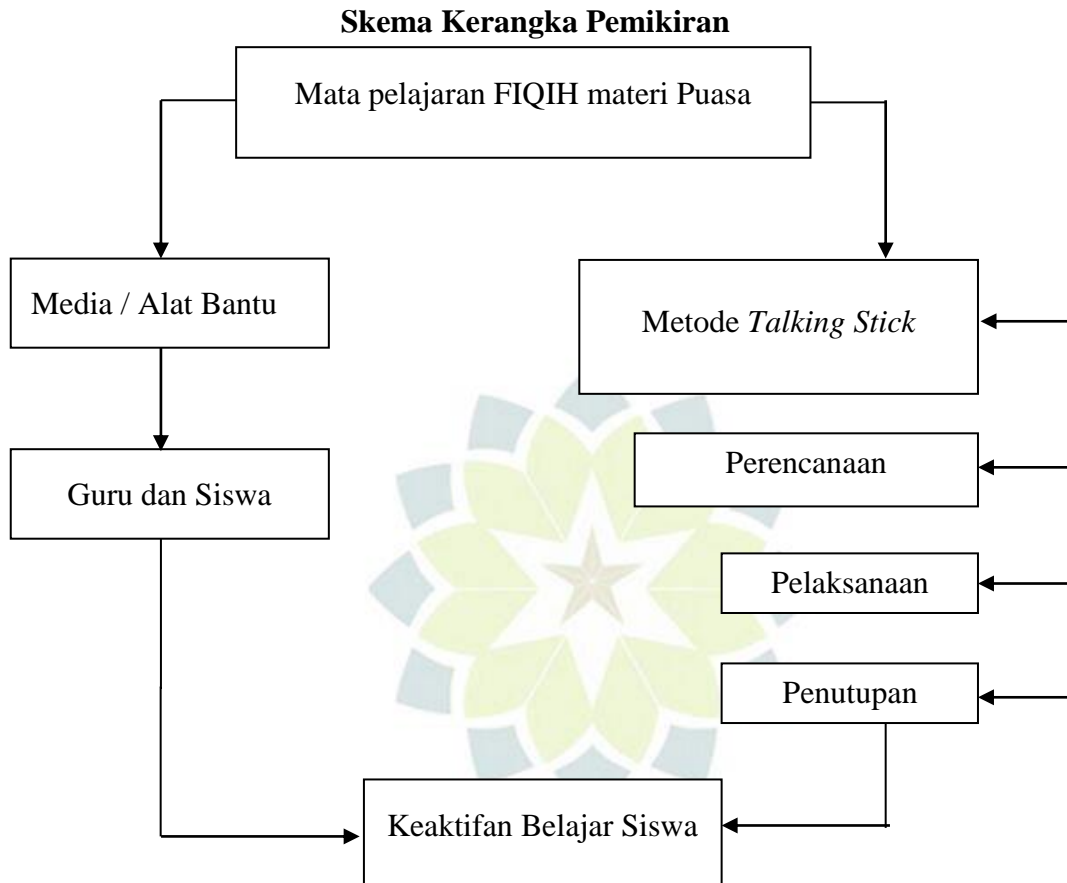 Skema Kerangka Pemikiran
Mata pelajaran FIQIH materi Puasa
Media / Alat Bantu
Metode Talking Stick
Perencanaan
Guru dan Siswa
Pelaksanaan
Penutupan
Keaktifan Belajar Siswa